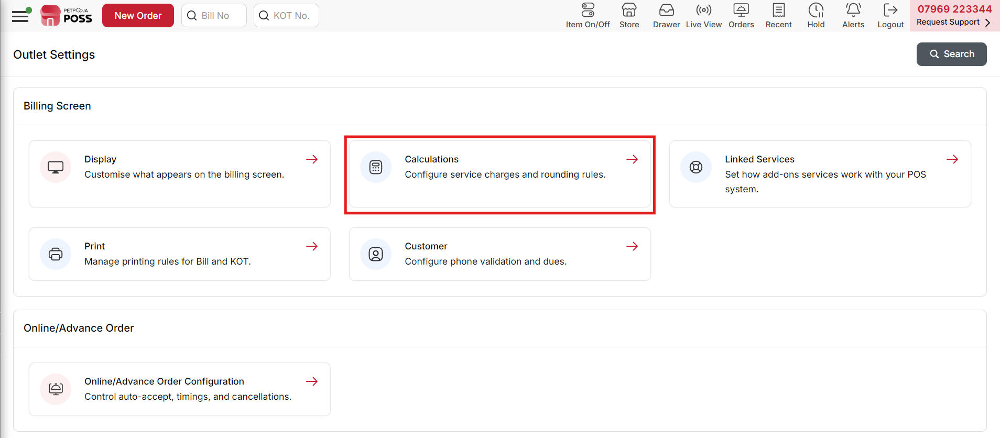 PETPOOJA
POSS
New Order
Bill No
KOT No.
Item On/Off
Store
Drawer
Live View
Orders
Recent
Hold
Alerts
Logout
07969 223344
Request Support
Outlet Settings
Search
Billing Screen
Display
Customise what appears on the billing screen.
Calculations
Configure service charges and rounding rules.
Linked Services
Set how add-ons services work with your POS
system.
Print
Manage printing rules for Bill and KOT.
Customer
Configure phone validation and dues.
Online/Advance Order
Online/Advance Order Configuration
Control auto-accept, timings, and cancellations.